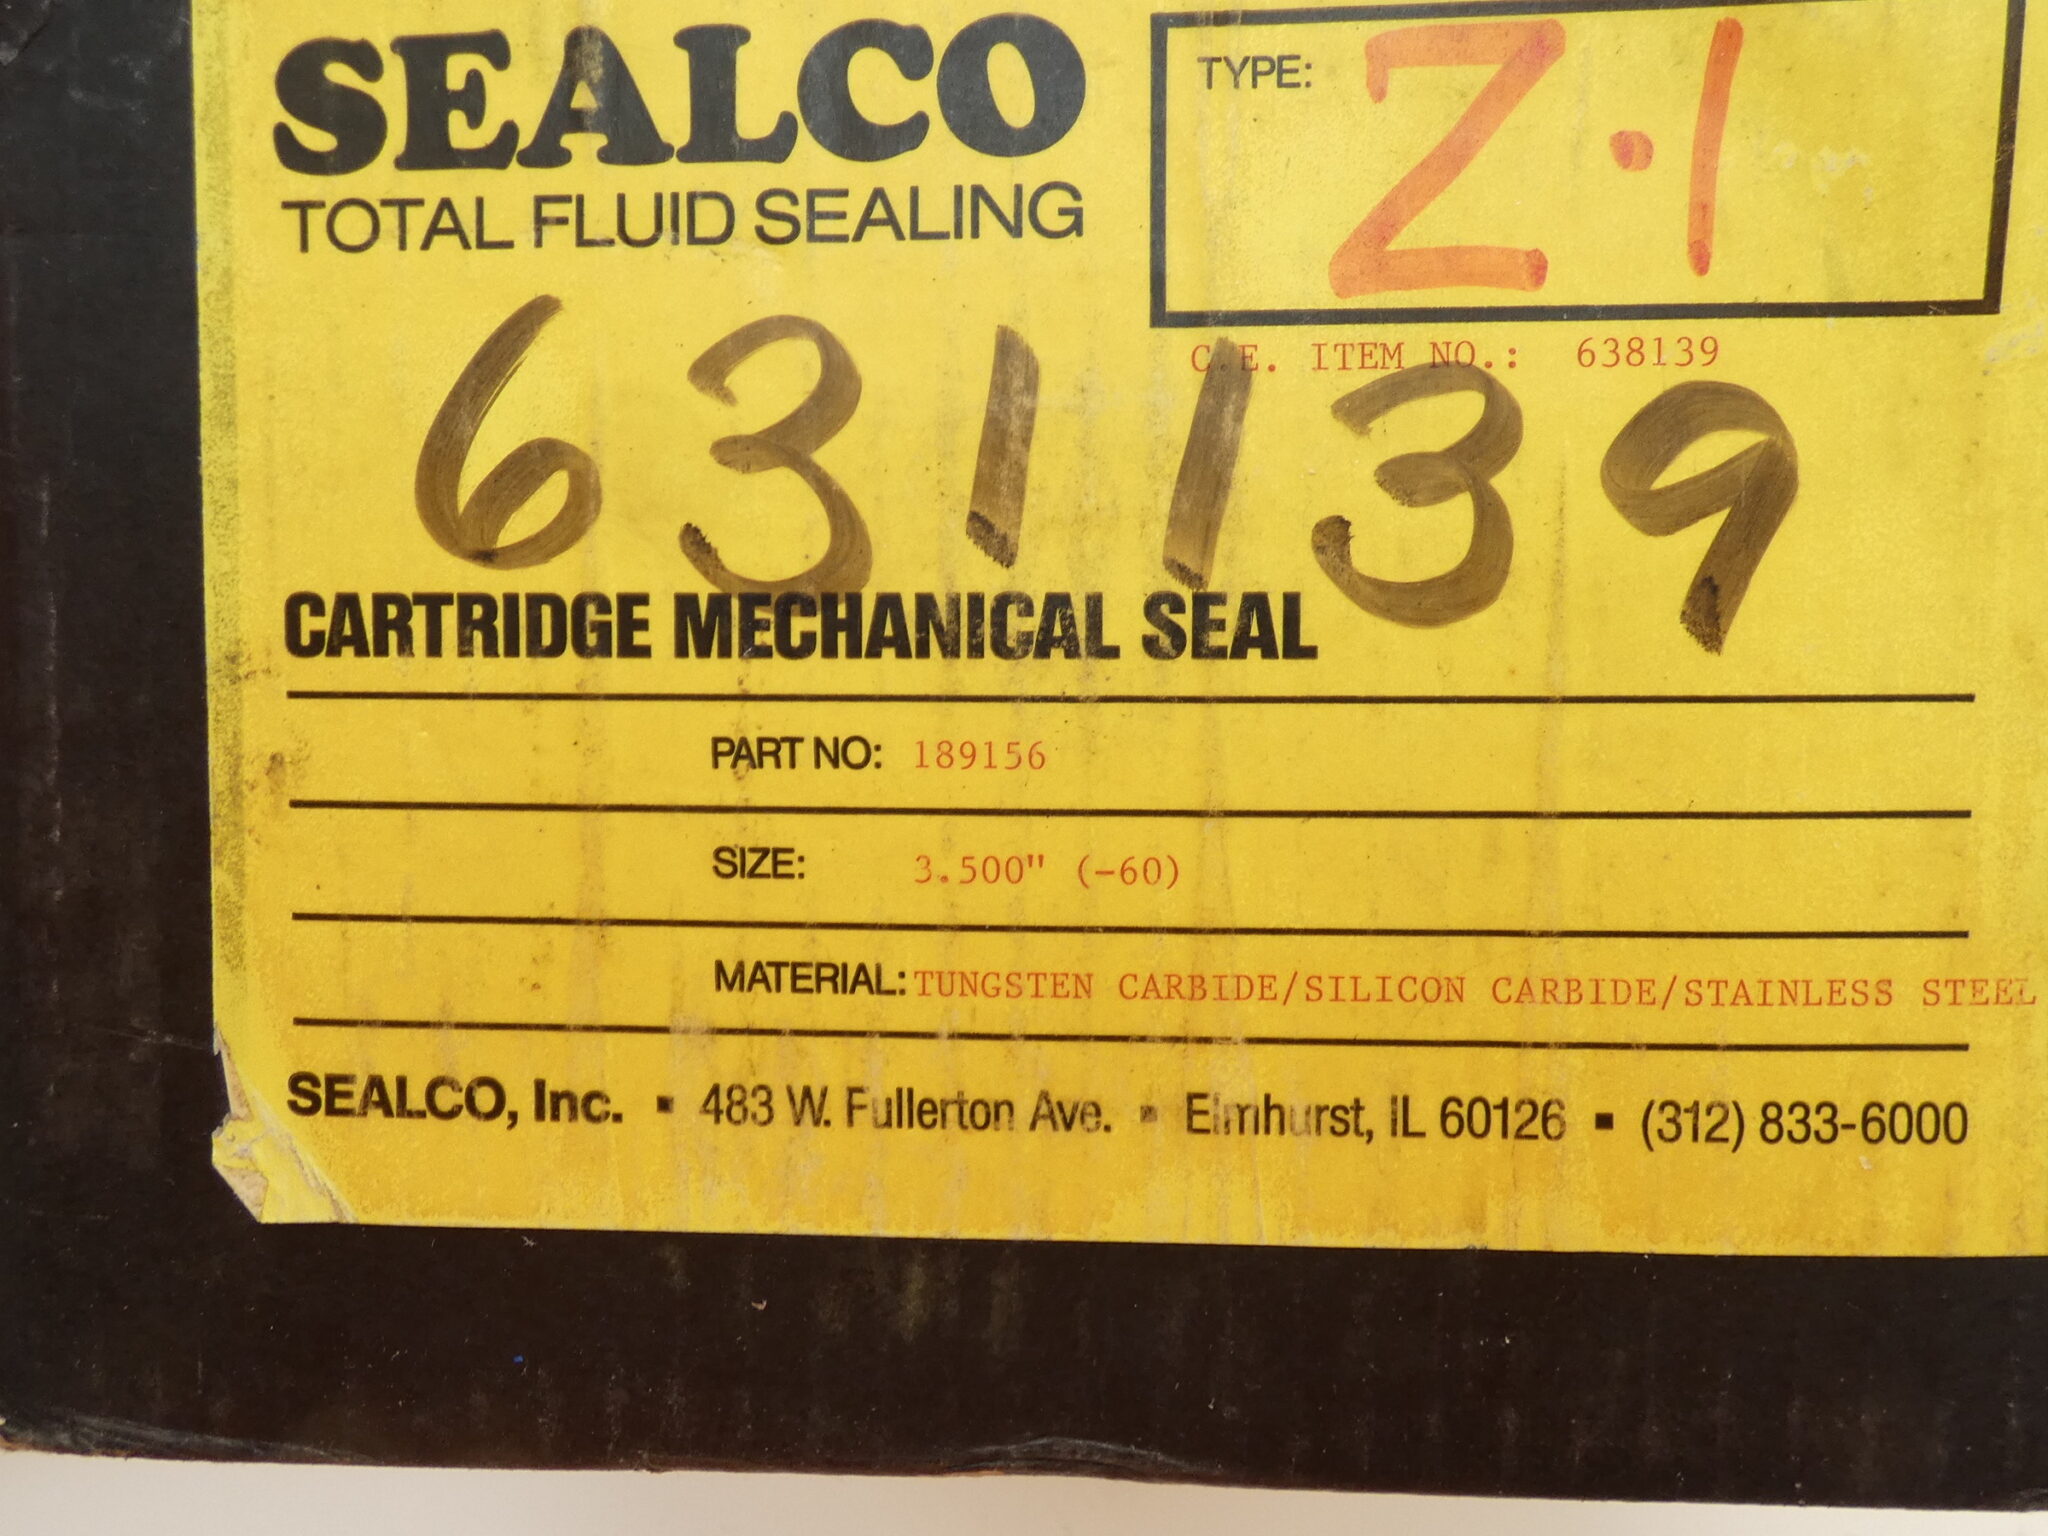 SEALCO
TOTAL FLUID SEALING
TYPE: Z.1
C.E. ITEM NO.: 638139
631139
CARTRIDGE MECHANICAL SEAL
PART NO: 189156
SIZE: 3.500" (-60)
MATERIAL: TUNGSTEN CARBIDE/SILICON CARBIDE/STAINLESS STEEL
SEALCO, Inc. ▪ 483 W. Fullerton Ave. ▪ Elmhurst, IL 60126 ▪ (312) 833-6000